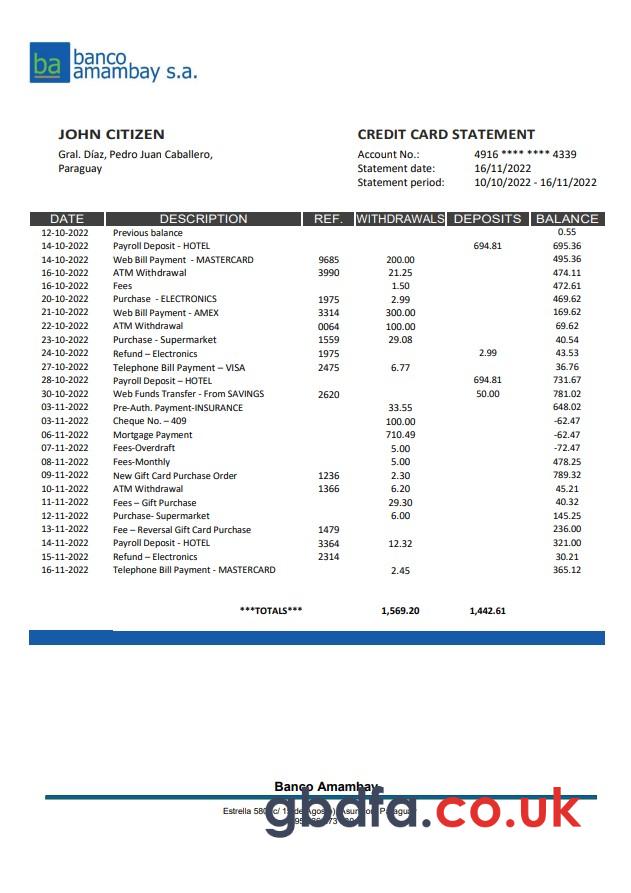 ba banco
amambay s.a.
JOHN CITIZEN
Gral. Díaz, Pedro Juan Caballero,
Paraguay
CREDIT CARD STATEMENT
Account No.: 4916 **** **** 4339
Statement date: 16/11/2022
Statement period: 10/10/2022 - 16/11/2022
DATE DESCRIPTION REF. WITHDRAWALS DEPOSITS BALANCE
12-10-2022 Previous balance 0.55
14-10-2022 Payroll Deposit - HOTEL 694.81 695.36
14-10-2022 Web Bill Payment - MASTERCARD 9685 200.00 495.36
16-10-2022 ATM Withdrawal 3990 21.25 474.11
16-10-2022 Fees 1.50 472.61
20-10-2022 Purchase - ELECTRONICS 1975 2.99 469.62
21-10-2022 Web Bill Payment - AMEX 3314 300.00 169.62
22-10-2022 ATM Withdrawal 0064 100.00 69.62
23-10-2022 Purchase - Supermarket 1559 29.08 40.54
24-10-2022 Refund – Electronics 1975 2.99 43.53
27-10-2022 Telephone Bill Payment – VISA 2475 6.77 36.76
28-10-2022 Payroll Deposit – HOTEL 694.81 731.67
30-10-2022 Web Funds Transfer - From SAVINGS 2620 50.00 781.02
03-11-2022 Pre-Auth. Payment-INSURANCE 33.55 648.02
03-11-2022 Cheque No. – 409 100.00 -62.47
06-11-2022 Mortgage Payment 710.49 -62.47
07-11-2022 Fees-Overdraft 5.00 -72.47
08-11-2022 Fees-Monthly 5.00 478.25
09-11-2022 New Gift Card Purchase Order 1236 2.30 789.32
10-11-2022 ATM Withdrawal 1366 6.20 45.21
11-11-2022 Fees – Gift Purchase 29.30 40.32
12-11-2022 Purchase- Supermarket 6.00 145.25
13-11-2022 Fee – Reversal Gift Card Purchase 1479 236.00
14-11-2022 Payroll Deposit - HOTEL 3364 12.32 321.00
15-11-2022 Refund – Electronics 2314 30.21
16-11-2022 Telephone Bill Payment - MASTERCARD 2.45 365.12
***TOTALS*** 1,569.20 1,442.61
Banco Amambay
Estrella 580
gbdfd.co.uk